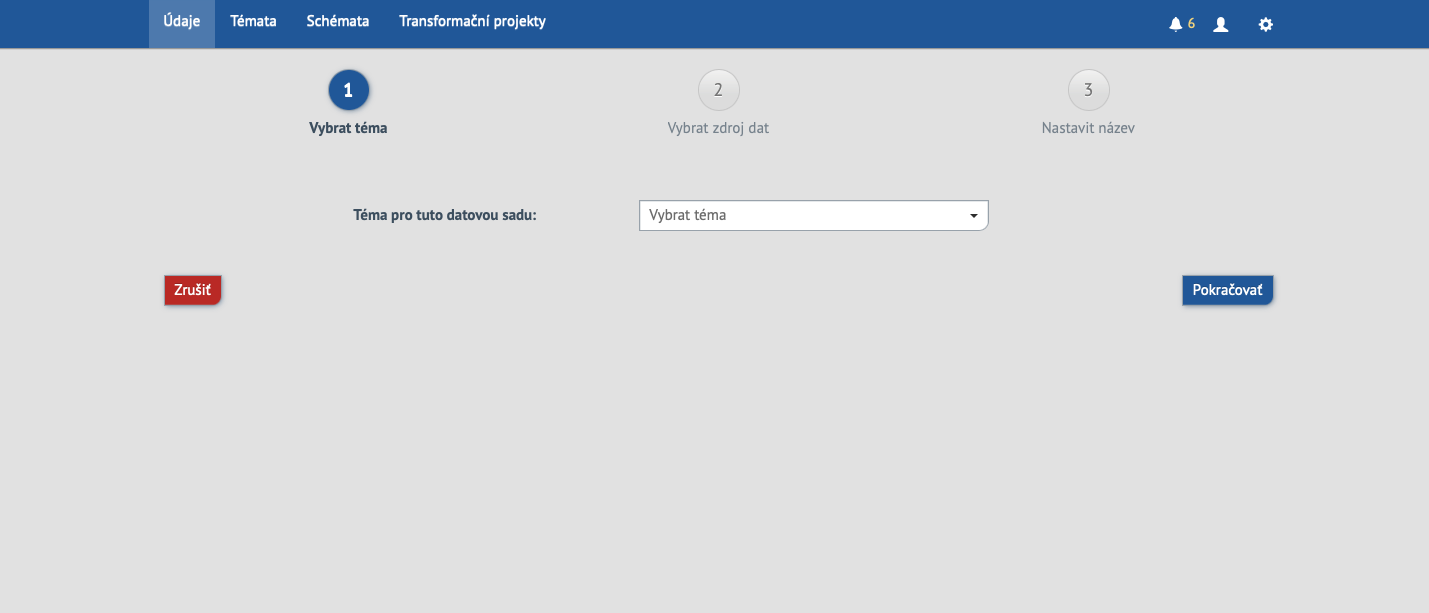 Údaje Témata Schémata Transformační projekty 6
1 2 3
Vybrat téma Vybrat zdroj dat Nastavit název
Téma pro tuto datovou sadu: Vybrat téma
Zrušiť Pokračovať